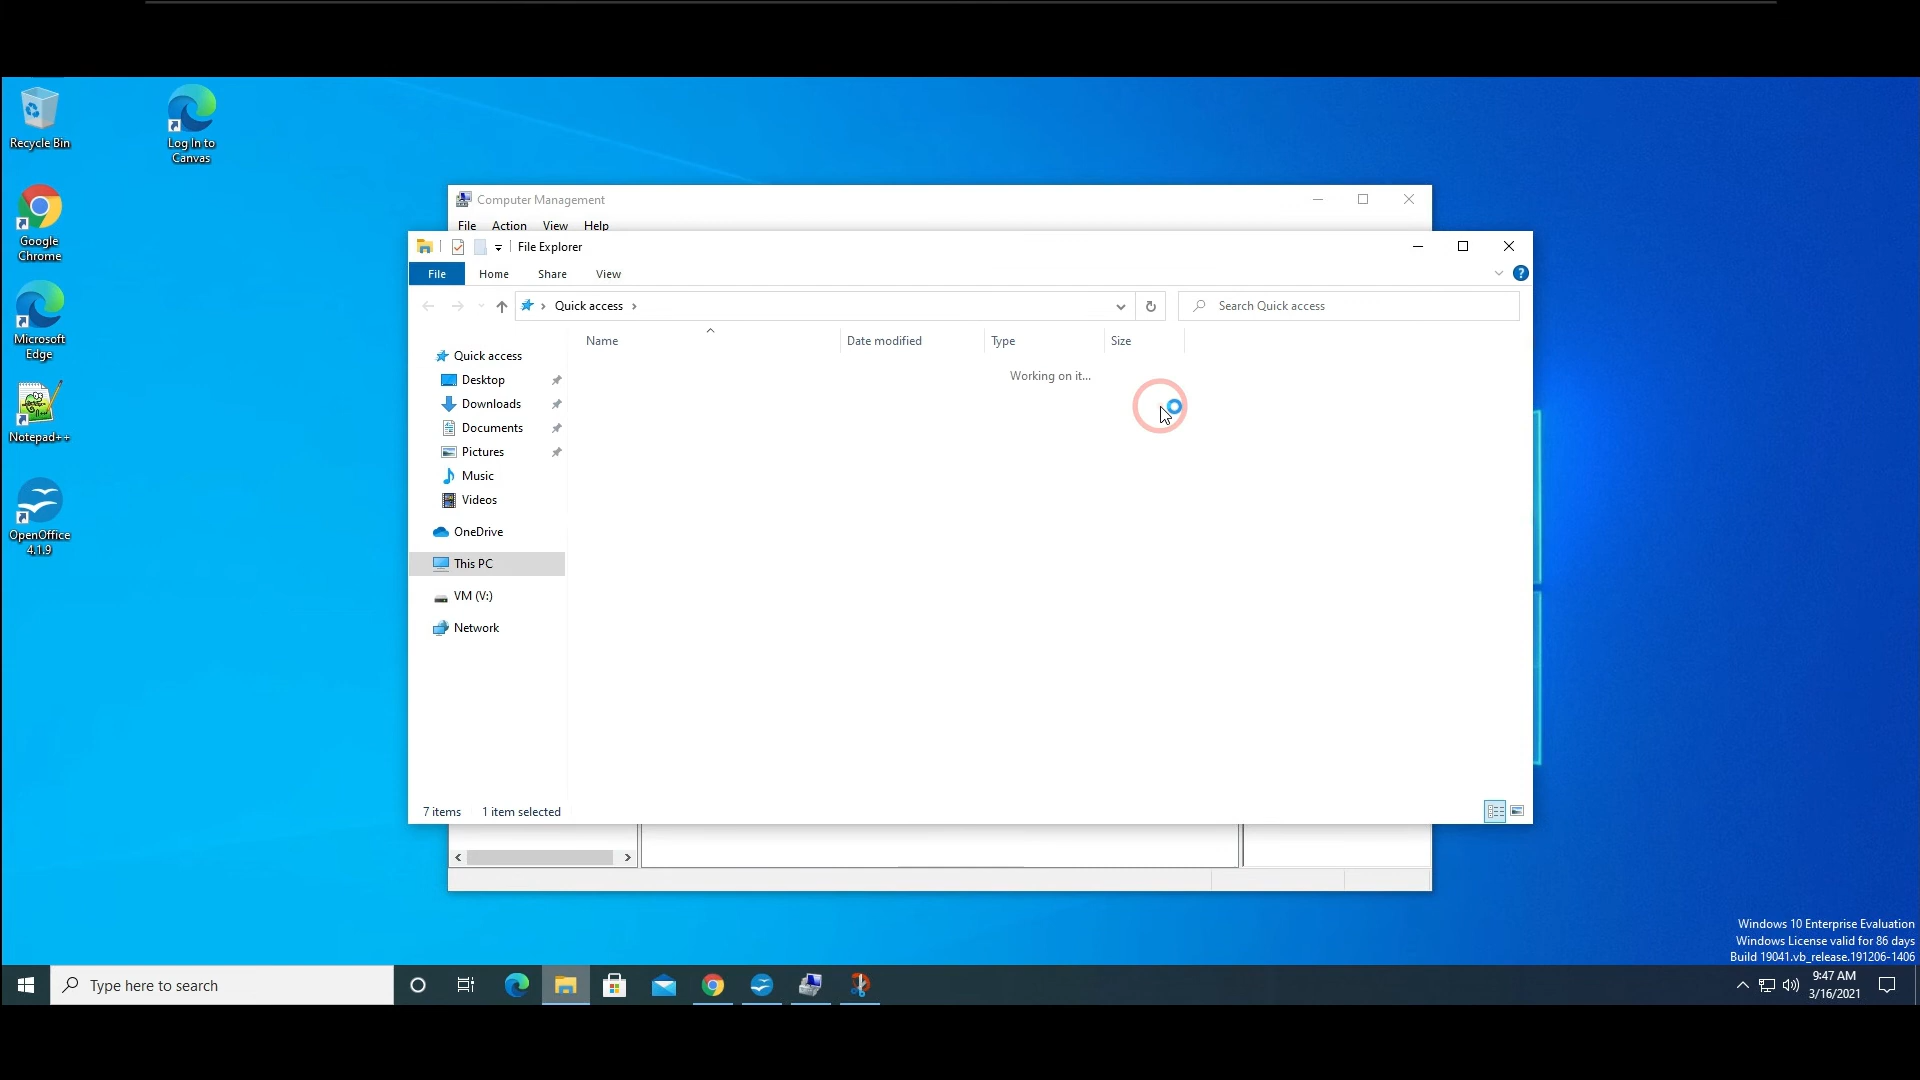 Recycle Bin
Log In to
Canvas
Google
Chrome
Microsoft
Edge
Notepad++
OpenOffice
4.1.9
Computer Management
File Action View Help
File Explorer
File Home Share View
Quick access
Search Quick access
Name Date modified Type Size
Working on it...
Quick access
Desktop
Downloads
Documents
Pictures
Music
Videos
OneDrive
This PC
VM (V:)
Network
7 items 1 item selected
Windows 10 Enterprise Evaluation
Windows License valid for 86 days
Build 19041.vb_release.191206-1406
Type here to search
9:47 AM
3/16/2021